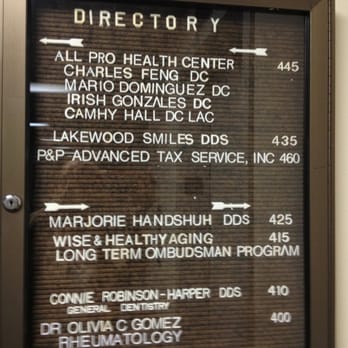 DIRECTORY
ALL PRO HEALTH CENTER 445
CHARLES FENG DC
MARIO DOMINGUEZ DC
IRISH GONZALES DC
CAMHY HALL DC LAC
LAKEWOOD SMILES DDS 435
P&P ADVANCED TAX SERVICE, INC 460
MARJORIE HANDSHUH DDS 425
WISE & HEALTHY AGING 415
LONG TERM OMBUDSMAN PROGRAM
CONNIE ROBINSON-HARPER DDS 410
GENERAL DENTISTRY
DR OLIVIA C GOMEZ 400
RHEUMATOLOGY